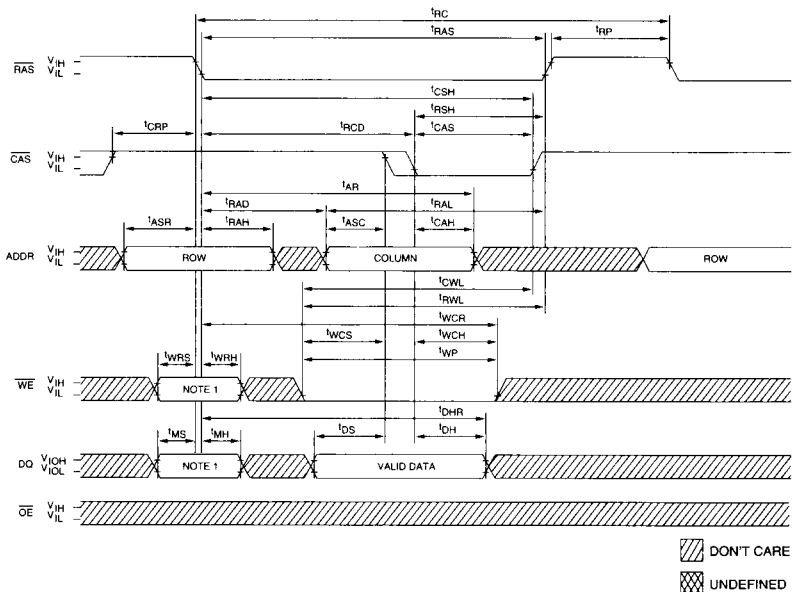 tRC
tRAS tRP
RAS VIH
VIL
tCSH
tRSH
tCRP tRCD tCAS
CAS VIH
VIL
tAR
tRAD tRAL
tASR tRAH tASC tCAH
ADDR VIH
VIL
ROW COLUMN ROW
tCWL
tRWL
tWCR
tWCS tWCH
tWRS tWRH tWP
WE VIH
VIL
NOTE 1
tDHR
tMS tMH tDS tDH
DQ VIOH
VIOL
NOTE 1 VALID DATA
OE VIH
VIL
DON'T CARE
UNDEFINED